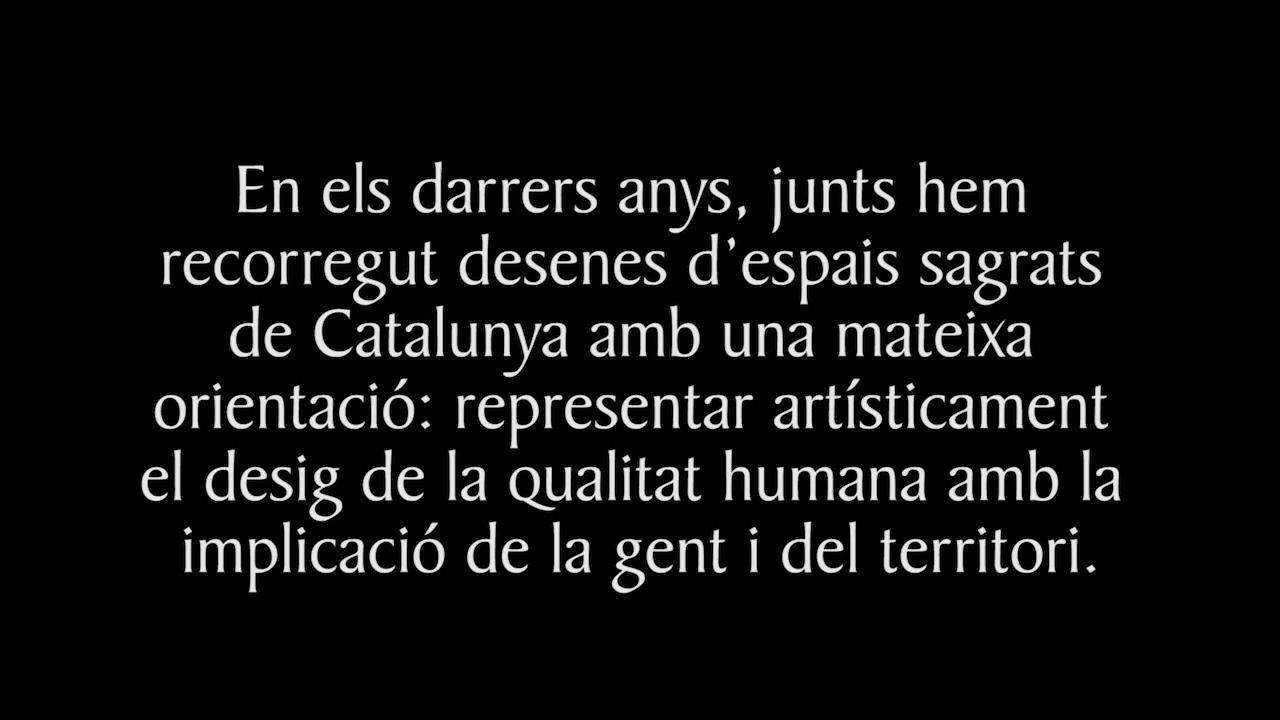 En els darrers anys, junts hem
recorregut desenes d’espais sagrats
de Catalunya amb una mateixa
orientació: representar artísticament
el desig de la qualitat humana amb la
implicació de la gent i del territori.